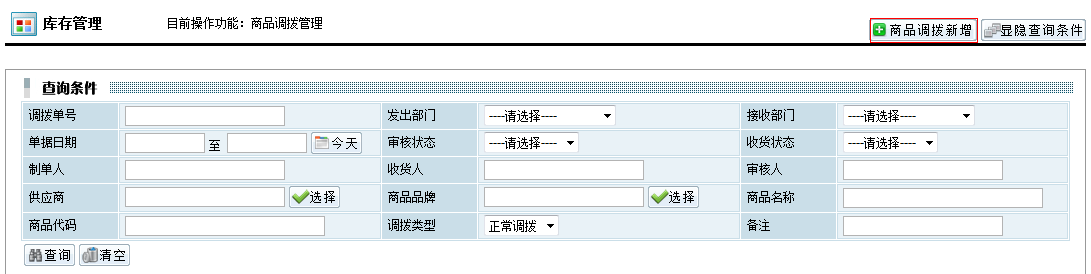 库存管理 目前操作功能：商品调拨管理 商品调拨新增 显隐查询条件
查询条件
调拨单号 发出部门 ----请选择---- 接收部门 ----请选择----
单据日期 至 今天 审核状态 ----请选择---- 收货状态 ----请选择----
制单人 收货人 审核人
供应商 选择 商品品牌 选择 商品名称
商品代码 调拨类型 正常调拨 备注
查询 清空